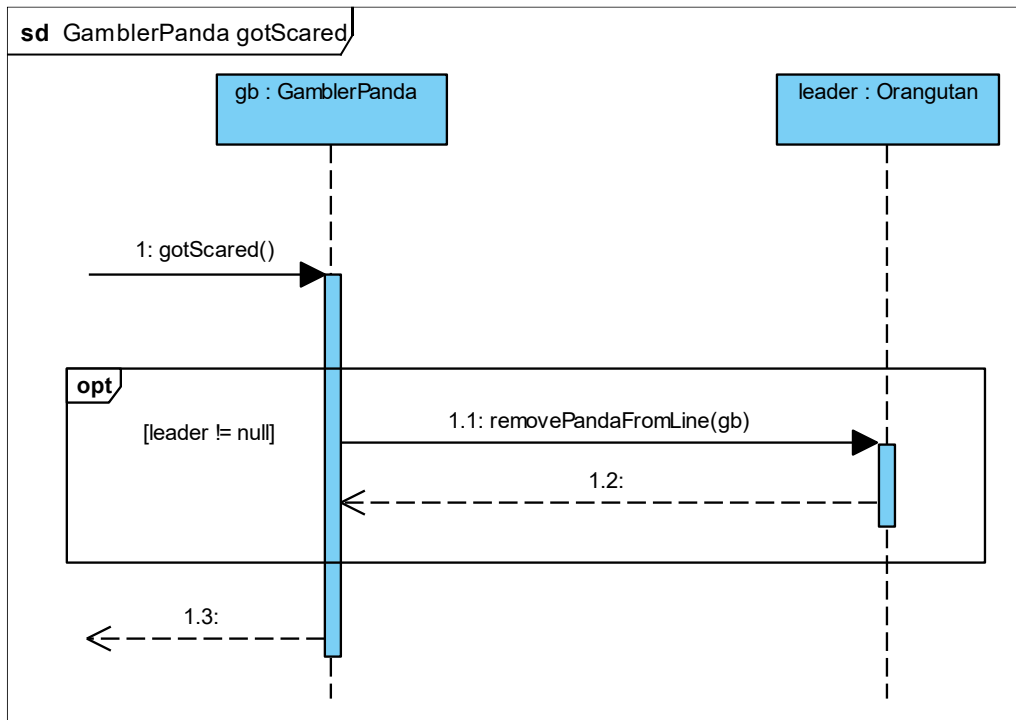 sd GamblerPanda gotScared
gb : GamblerPanda
leader : Orangutan
1: gotScared()
opt
[leader != null]
1.1: removePandaFromLine(gb)
1.2:
1.3: